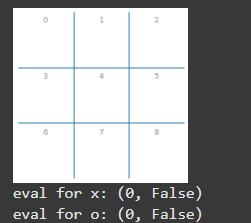 0 1 2
3 4 5
6 7 8
eval for x: (0, False)
eval for o: (0, False)